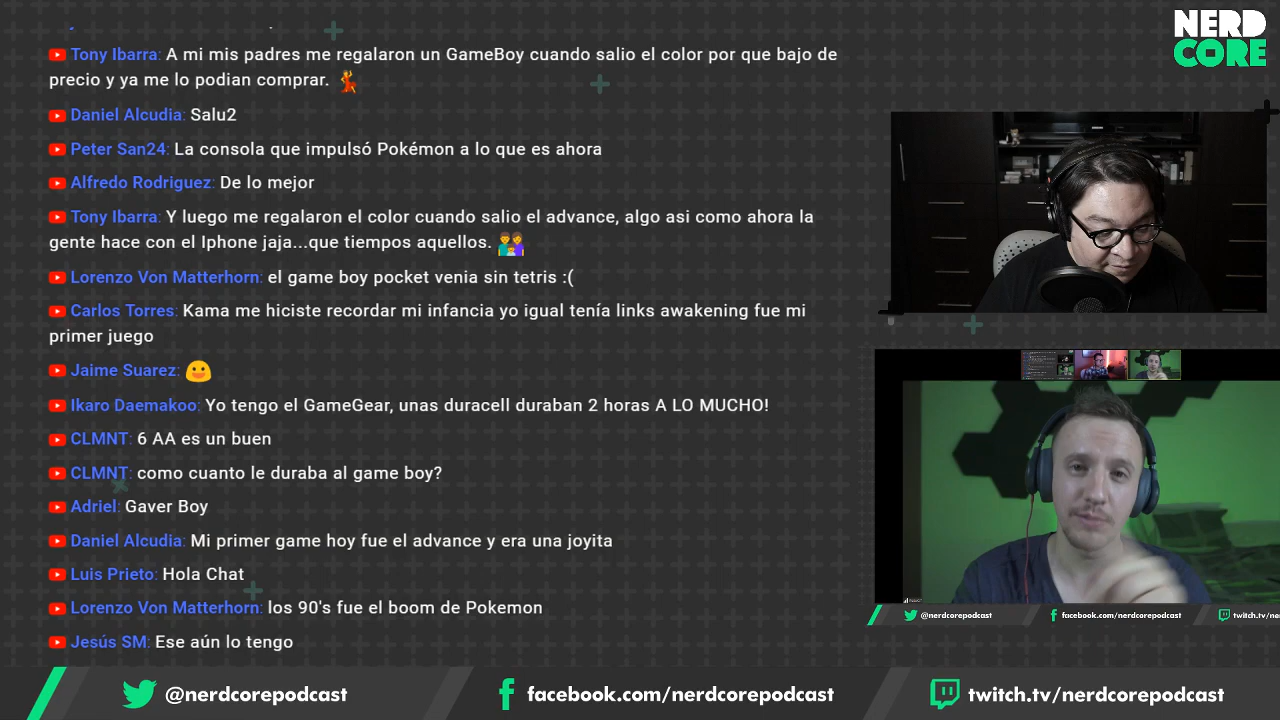 NERD
CORE
Tony Ibarra: A mi mis padres me regalaron un GameBoy cuando salio el color por que bajo de
precio y ya me lo podian comprar.
Daniel Alcudia: Salu2
Peter San24: La consola que impulsó Pokémon a lo que es ahora
Alfredo Rodriguez: De lo mejor
Tony Ibarra: Y luego me regalaron el color cuando salio el advance, algo asi como ahora la
gente hace con el Iphone jaja...que tiempos aquellos.
Lorenzo Von Matterhorn: el game boy pocket venia sin tetris :(
Carlos Torres: Kama me hiciste recordar mi infancia yo igual tenía links awakening fue mi
primer juego
Jaime Suarez:
Ikaro Daemakoo: Yo tengo el GameGear, unas duracell duraban 2 horas A LO MUCHO!
CLMNT: 6 AA es un buen
CLMNT: como cuanto le duraba al game boy?
Adriel: Gaver Boy
Daniel Alcudia: Mi primer game hoy fue el advance y era una joyita
Luis Prieto: Hola Chat
Lorenzo Von Matterhorn: los 90's fue el boom de Pokemon
Jesús SM: Ese aún lo tengo
@nerdcorepodcast
facebook.com/nerdcorepodcast
twitch.tv/ne
@nerdcorepodcast
facebook.com/nerdcorepodcast
twitch.tv/nerdcorepodcast